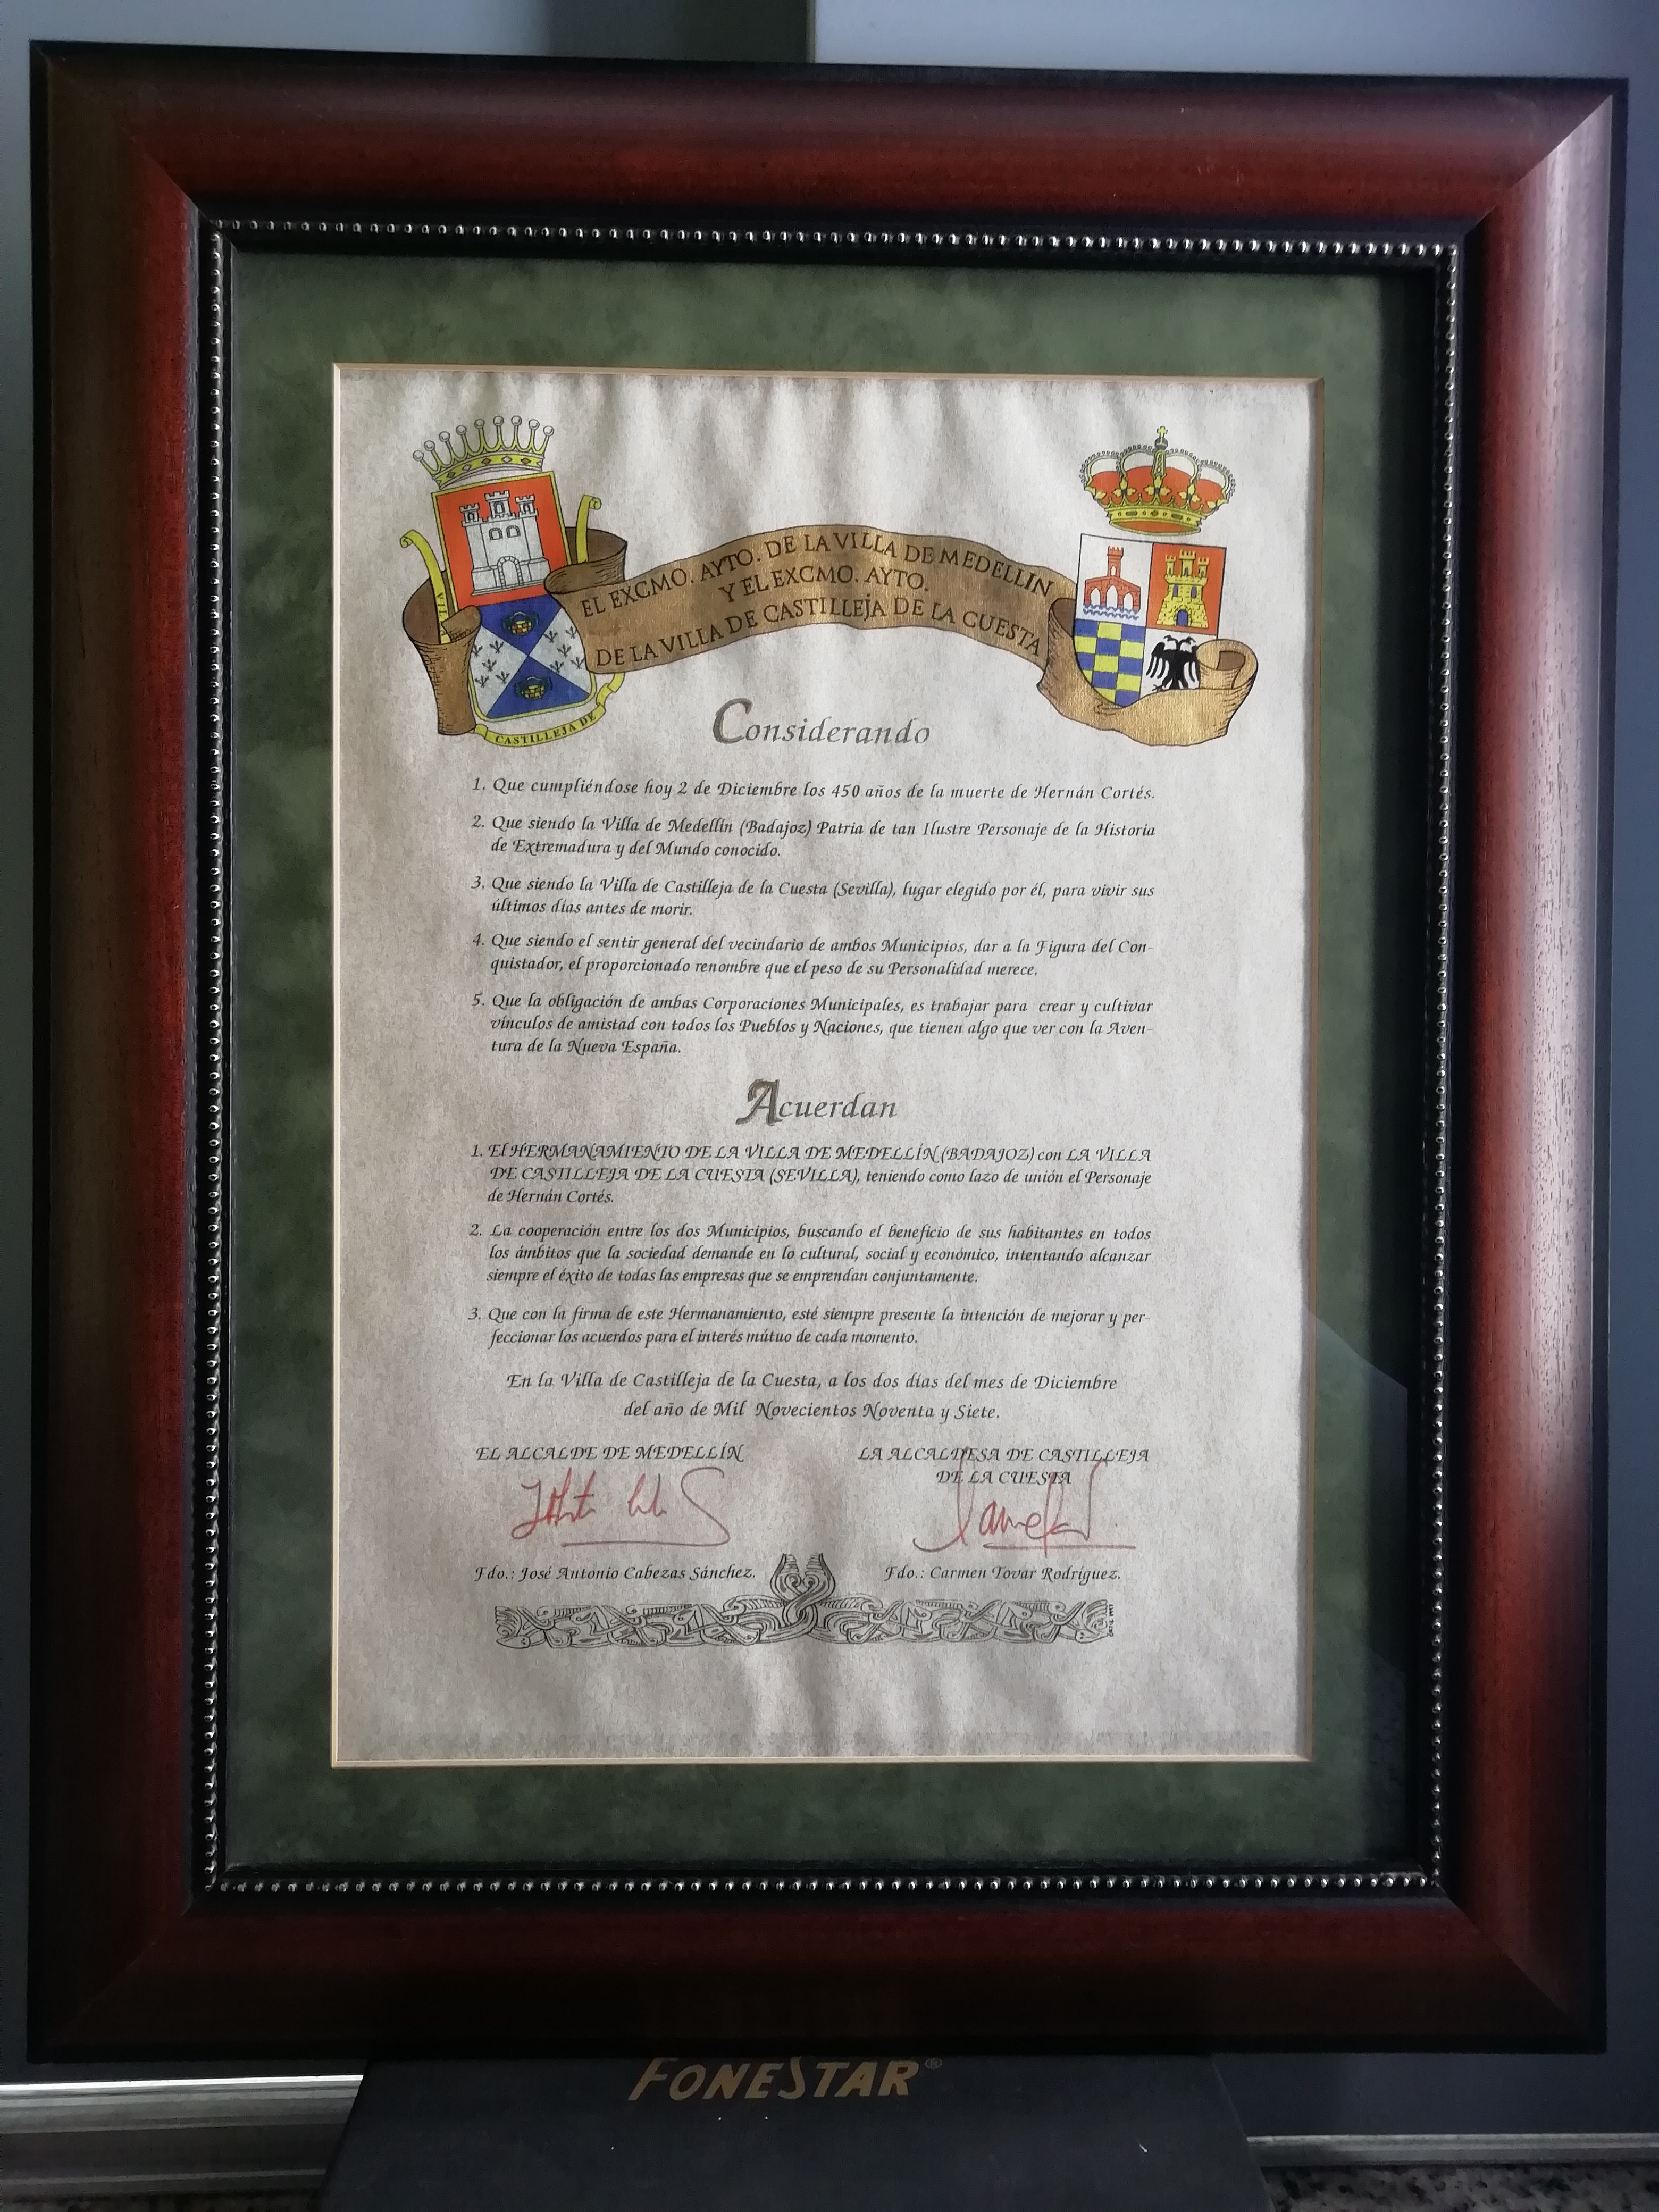 EL EXCMO. AYTO. DE LA VILLA DE MEDELLIN
Y EL EXCMO. AYTO.
DE LA VILLA DE CASTILLEJA DE LA CUESTA
CASTILLEJA DE
Considerando
1. Que cumpliéndose hoy 2 de Diciembre los 450 años de la muerte de Hernán Cortés.
2. Que siendo la Villa de Medellín (Badajoz) Patria de tan Ilustre Personaje de la Historia
de Extremadura y del Mundo conocido.
3. Que siendo la Villa de Castilleja de la Cuesta (Sevilla), lugar elegido por él, para vivir sus
últimos días antes de morir.
4. Que siendo el sentir general del vecindario de ambos Municipios, dar a la Figura del Con-
quistador, el proporcionado renombre que el peso de su Personalidad merece.
5. Que la obligación de ambas Corporaciones Municipales, es trabajar para crear y cultivar
vínculos de amistad con todos los Pueblos y Naciones, que tienen algo que ver con la Aven-
tura de la Nueva España.
Acuerdan
1. El HERMANAMIENTO DE LA VILLA DE MEDELLÍN (BADAJOZ) con LA VILLA
DE CASTILLEJA DE LA CUESTA (SEVILLA), teniendo como lazo de unión el Personaje
de Hernán Cortés.
2. La cooperación entre los dos Municipios, buscando el beneficio de sus habitantes en todos
los ámbitos que la sociedad demande en lo cultural, social y económico, intentando alcanzar
siempre el éxito de todas las empresas que se emprendan conjuntamente.
3. Que con la firma de este Hermanamiento, esté siempre presente la intención de mejorar y per-
feccionar los acuerdos para el interés mútuo de cada momento.
En la Villa de Castilleja de la Cuesta, a los dos días del mes de Diciembre
del año de Mil Novecientos Noventa y Siete.
EL ALCALDE DE MEDELLÍN
LA ALCALDESA DE CASTILLEJA
DE LA CUESTA
Fdo.: José Antonio Cabezas Sánchez.
Fdo.: Carmen Tovar Rodríguez.
FONESTAR®